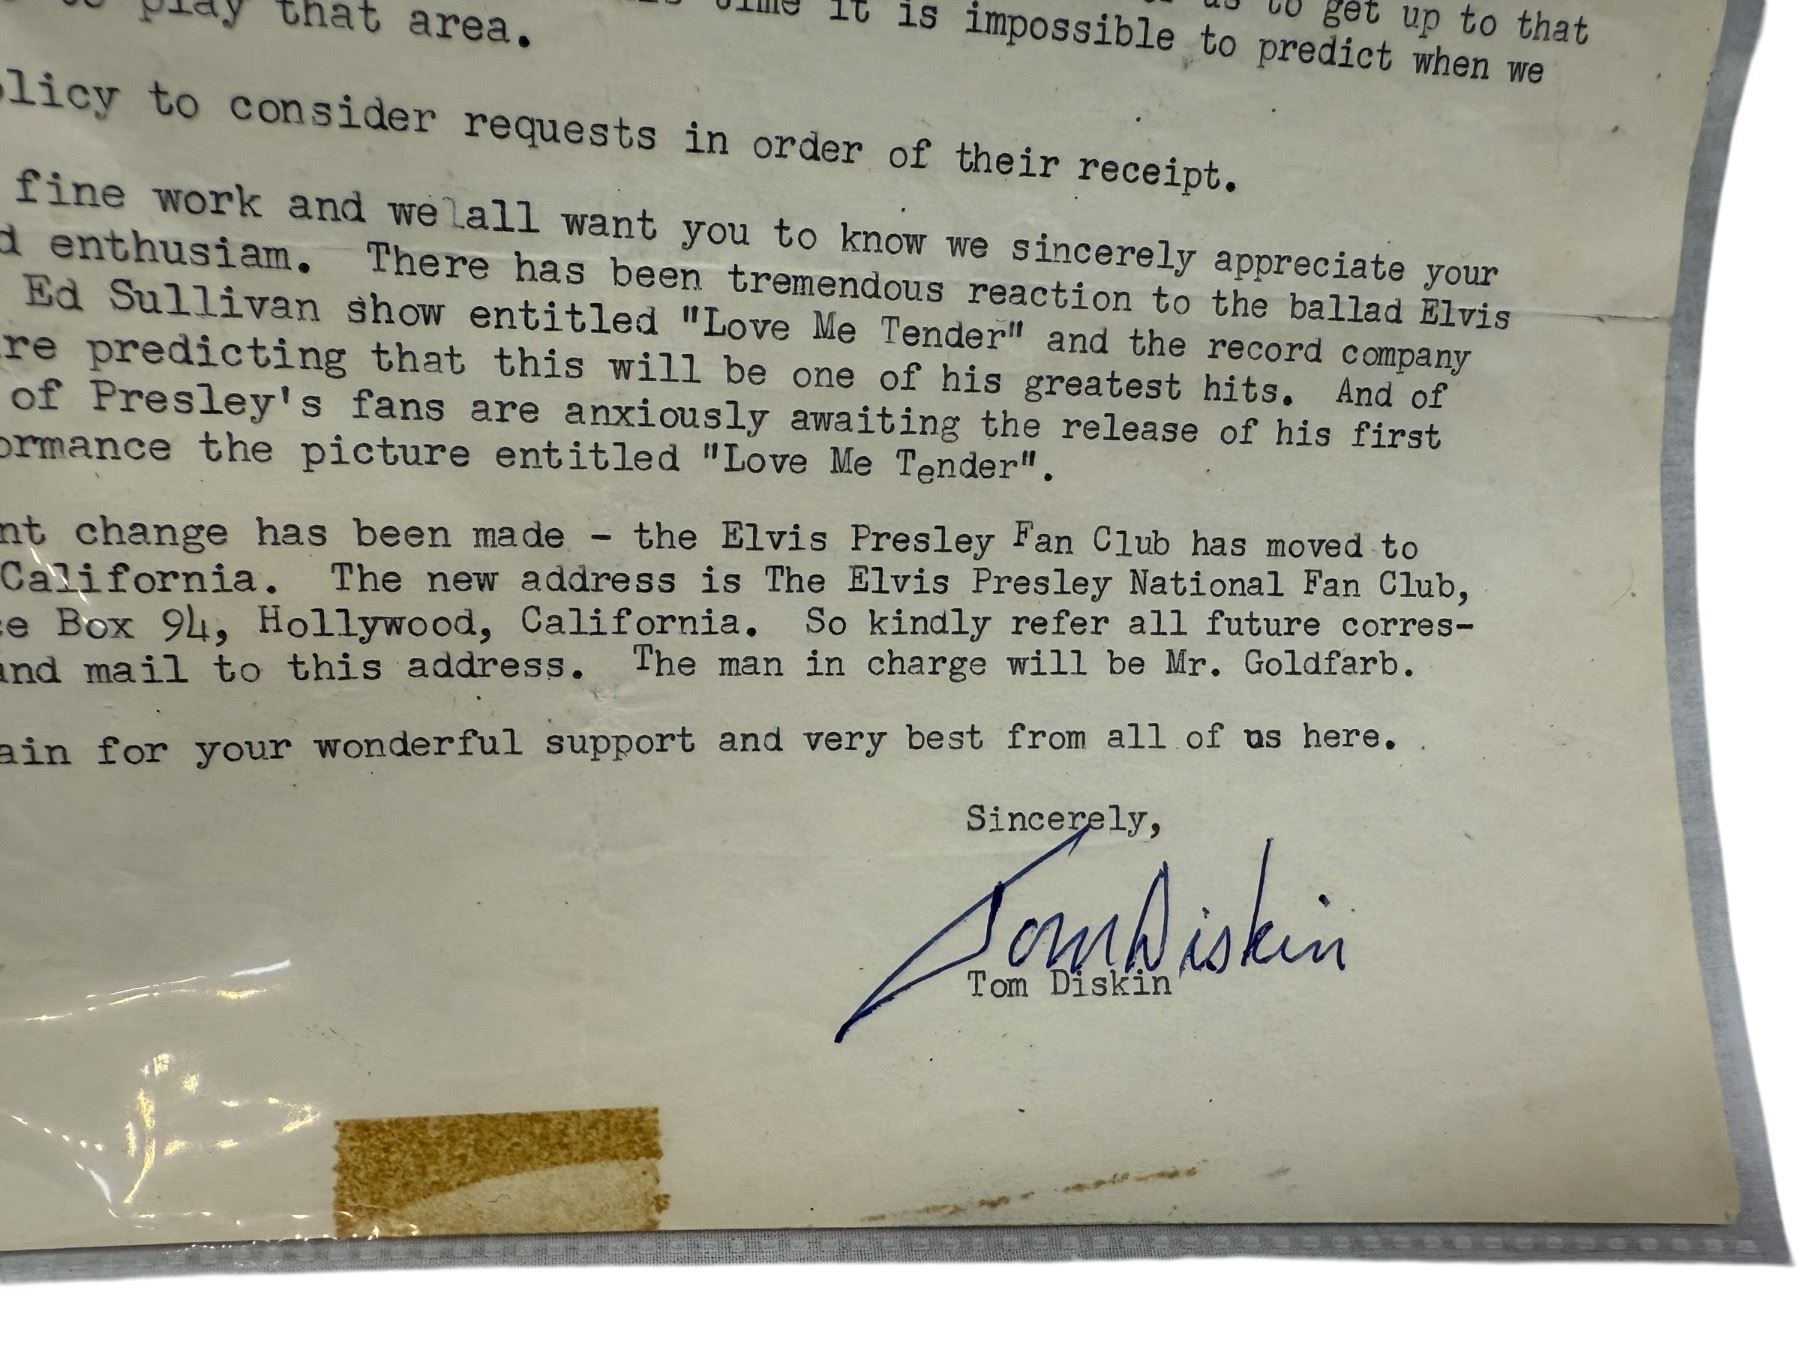 play that area.
us to get up to that
time it is impossible to predict when we
to consider requests in order of their receipt.
fine work and we all want you to know we sincerely appreciate your
enthusiam. There has been tremendous reaction to the ballad Elvis
Ed Sullivan show entitled "Love Me Tender" and the record company
re predicting that this will be one of his greatest hits. And of
of Presley's fans are anxiously awaiting the release of his first
ormance the picture entitled "Love Me Tender".
nt change has been made - the Elvis Presley Fan Club has moved to
California. The new address is The Elvis Presley National Fan Club,
e Box 94, Hollywood, California. So kindly refer all future corres-
and mail to this address. The man in charge will be Mr. Goldfarb.
ain for your wonderful support and very best from all of us here.
Sincerely,
Tom Diskin
Tom Diskin